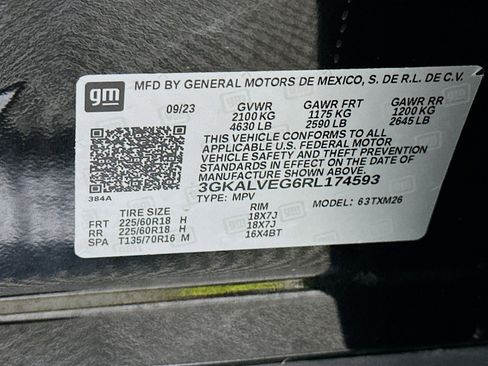 gm
MFD BY GENERAL MOTORS DE MEXICO, S. DE R.L. DE C.V.
09/23 GVWR GAWR FRT GAWR RR
2100 KG 1175 KG 1200 KG
4630 LB 2590 LB 2645 LB
THIS VEHICLE CONFORMS TO ALL
APPLICABLE U.S. FEDERAL MOTOR
VEHICLE SAFETY AND THEFT PREVENTION
STANDARDS IN EFFECT ON THE DATE OF
MANUFACTURE SHOWN ABOVE.
3GKALVEG6RL174593
384A TYPE: MPV MODEL: 63TXM26
TIRE SIZE RIM
FRT 225/60R18 H 18X7J
RR 225/60R18 H 18X7J
SPA T135/70R16 M 16X4BT